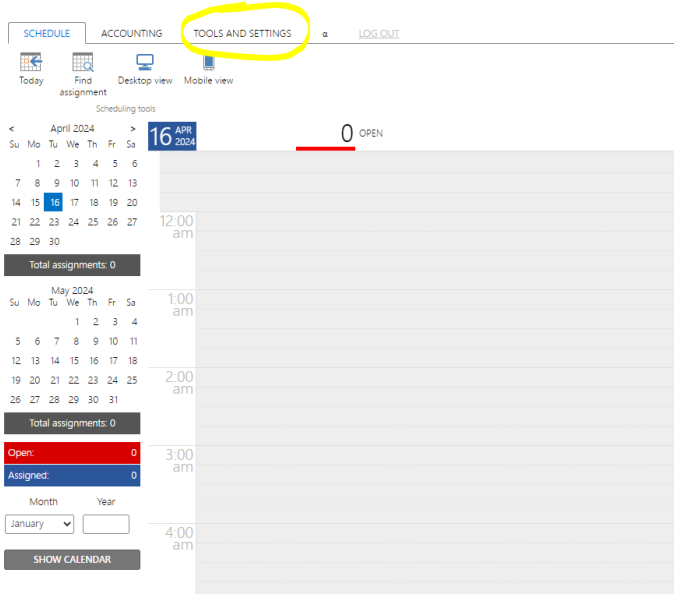 SCHEDULE ACCOUNTING TOOLS AND SETTINGS α LOG OUT
Today Find assignment Desktop view Mobile view
Scheduling tools
< April 2024 >
Su Mo Tu We Th Fr Sa
1 2 3 4 5 6
7 8 9 10 11 12 13
14 15 16 17 18 19 20
21 22 23 24 25 26 27
28 29 30
Total assignments: 0
May 2024
Su Mo Tu We Th Fr Sa
1 2 3 4
5 6 7 8 9 10 11
12 13 14 15 16 17 18
19 20 21 22 23 24 25
26 27 28 29 30 31
Total assignments: 0
Open: 0
Assigned: 0
Month Year
January
SHOW CALENDAR
16 APR 2024
0 OPEN
12:00 am
1:00 am
2:00 am
3:00 am
4:00 am